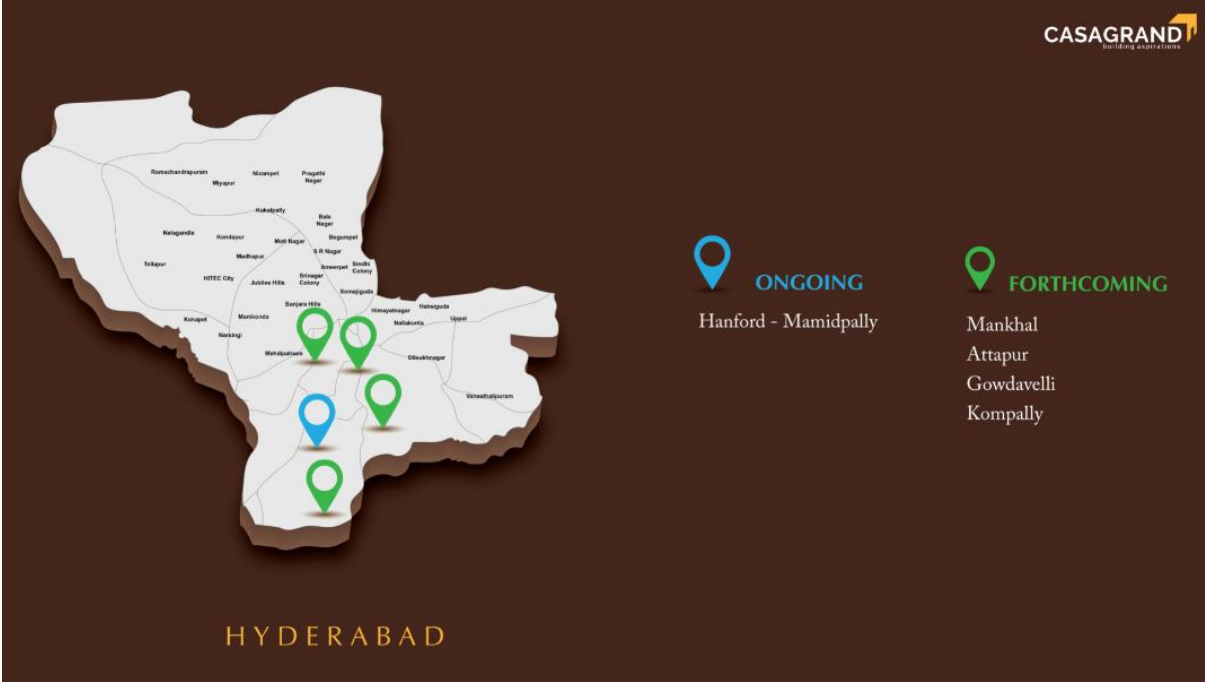 CASAGRAND
building aspirations
Ramachandrapuram
Miyapur
Nizampet
Pragathi
Nagar
Kukatpally
Bala
Nagar
Nalagandla
Kondapur
Moti Nagar
Begumpet
S R Nagar
Madhapur
Tellapur
Ameerpet
Sindhi
Colony
HITEC City
Jubilee Hills
Srinagar
Colony
Somajiguda
Banjara Hills
Himayatnagar
Habsiguda
Kokapet
Manikonda
Nallakunta
Uppal
Narsingi
Mehdipatnam
Dilsukhnagar
Vanasthalipuram
HYDERABAD
ONGOING
Hanford - Mamidpally
FORTHCOMING
Mankhal
Attapur
Gowdavelli
Kompally